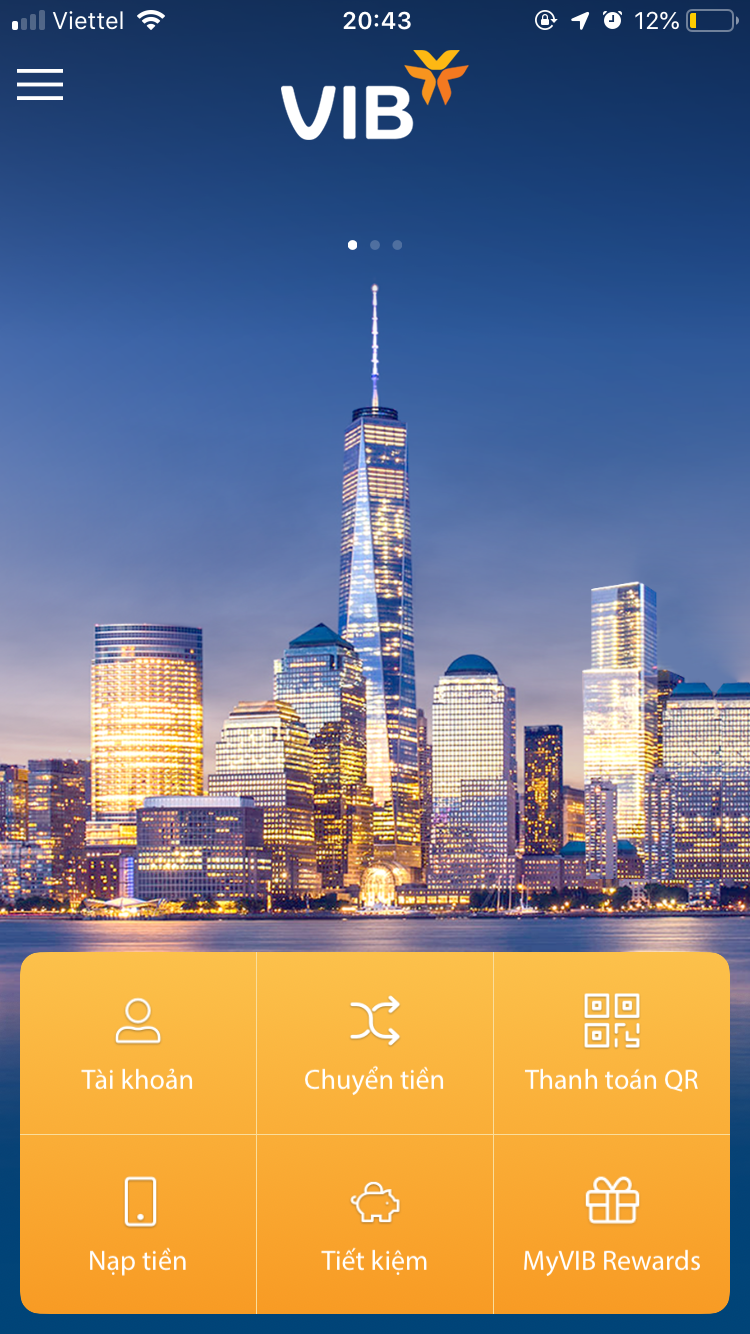 Viettel 20:43 12%
VIB
Tài khoản Chuyển tiền Thanh toán QR
Nạp tiền Tiết kiệm MyVIB Rewards